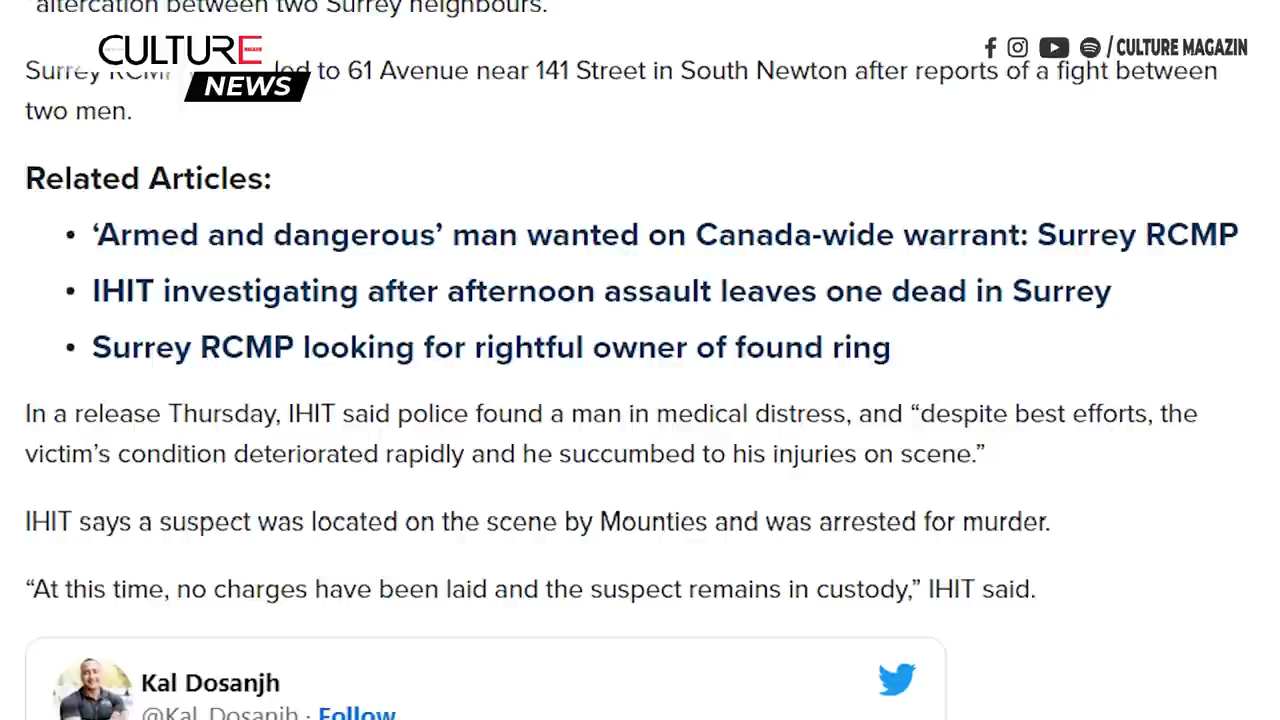 "altercation between two Surrey neighbours.
CULTURE
NEWS
/ CULTURE MAGAZIN
Surrey RCMP led to 61 Avenue near 141 Street in South Newton after reports of a fight between
two men.
Related Articles:
• ‘Armed and dangerous’ man wanted on Canada-wide warrant: Surrey RCMP
• IHIT investigating after afternoon assault leaves one dead in Surrey
• Surrey RCMP looking for rightful owner of found ring
In a release Thursday, IHIT said police found a man in medical distress, and “despite best efforts, the
victim’s condition deteriorated rapidly and he succumbed to his injuries on scene.”
IHIT says a suspect was located on the scene by Mounties and was arrested for murder.
“At this time, no charges have been laid and the suspect remains in custody,” IHIT said.
Kal Dosanjh
@Kal_Dosanjh · Follow